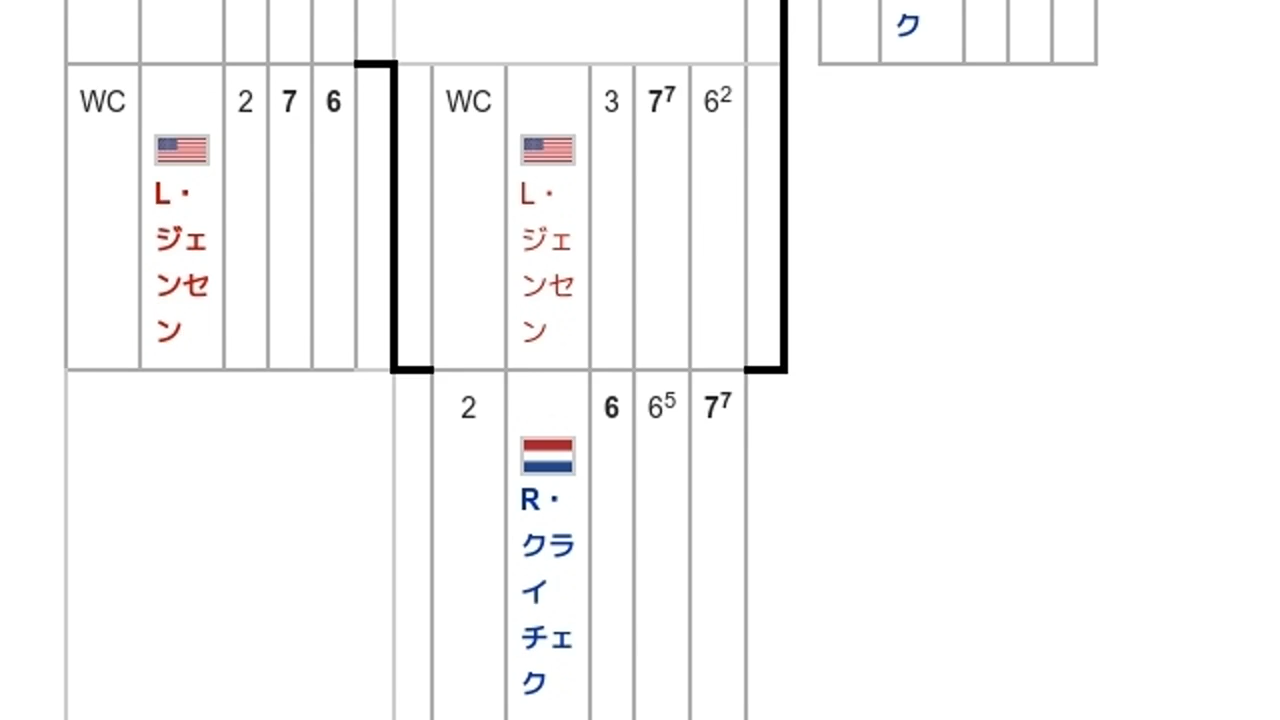 ク
WC 2 7 6 WC 3 7⁷ 6²
L・ L・
ジェ ジェ
ンセ ンセ
ン ン
2 6 6⁵ 7⁷
R・
クラ
イ
チェ
ク